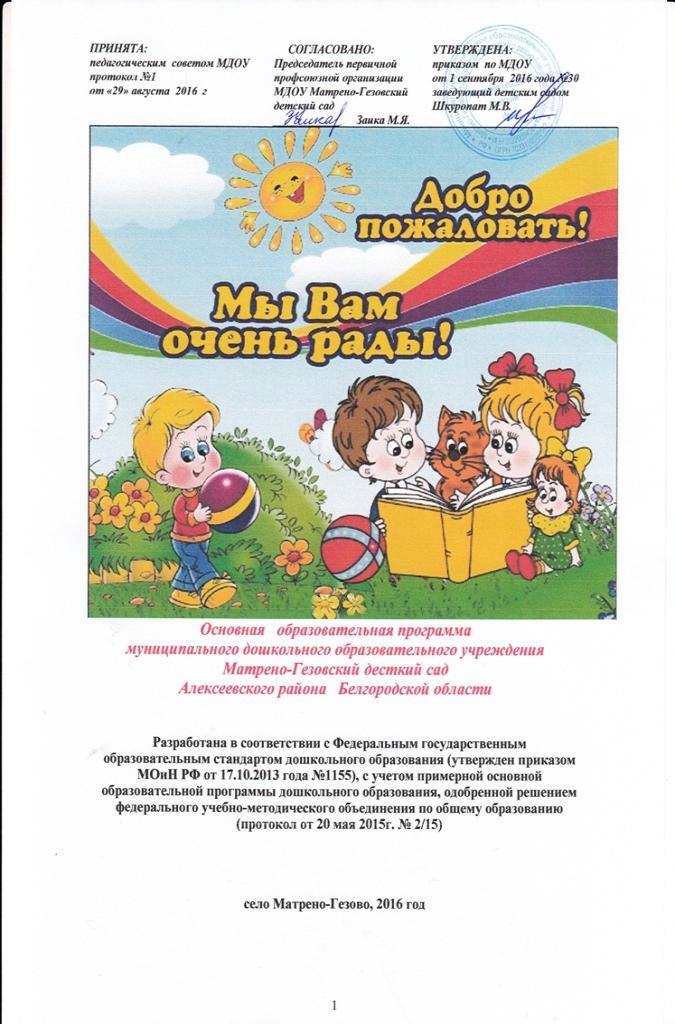 ПРИНЯТА:
педагогическим советом МДОУ
протокол №1
от «29» августа 2016 г
СОГЛАСОВАНО:
Председатель первичной
профсоюзной организации
МДОУ Матрено-Гезовский
детский сад
Заика М.Я.
УТВЕРЖДЕНА:
приказом по МДОУ
от 1 сентября 2016 года №30
заведующий детским садом
Шкуропат М.В.
Добро
пожаловать!
Мы Вам
очень рады!
Основная образовательная программа
муниципального дошкольного образовательного учреждения
Матрено-Гезовский десткий сад
Алексеевского района Белгородской области
Разработана в соответствии с Федеральным государственным
образовательным стандартом дошкольного образования (утвержден приказом
МОиН РФ от 17.10.2013 года №1155), с учетом примерной основной
образовательной программы дошкольного образования, одобренной решением
федерального учебно-методического объединения по общему образованию
(протокол от 20 мая 2015г. № 2/15)
село Матрено-Гезово, 2016 год
1